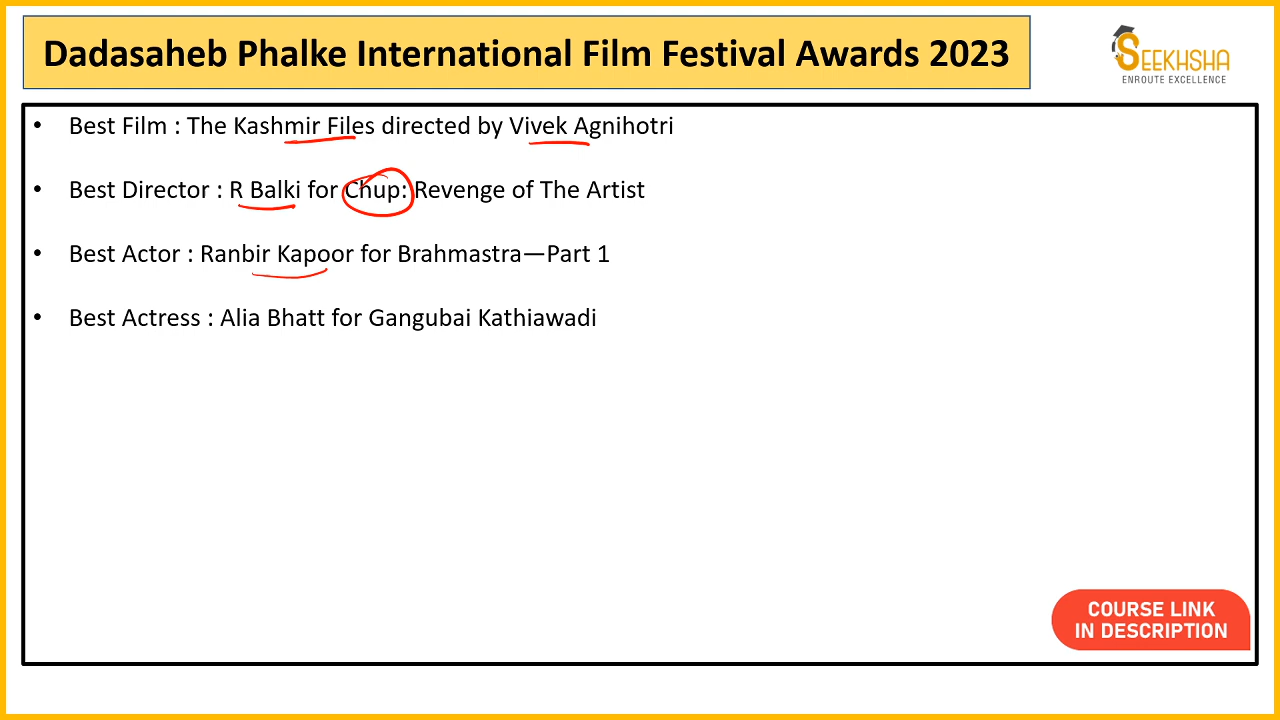 Dadasaheb Phalke International Film Festival Awards 2023
SEEKHSHA
ENROUTE EXCELLENCE
• Best Film : The Kashmir Files directed by Vivek Agnihotri
• Best Director : R Balki for Chup: Revenge of The Artist
• Best Actor : Ranbir Kapoor for Brahmastra—Part 1
• Best Actress : Alia Bhatt for Gangubai Kathiawadi
COURSE LINK
IN DESCRIPTION